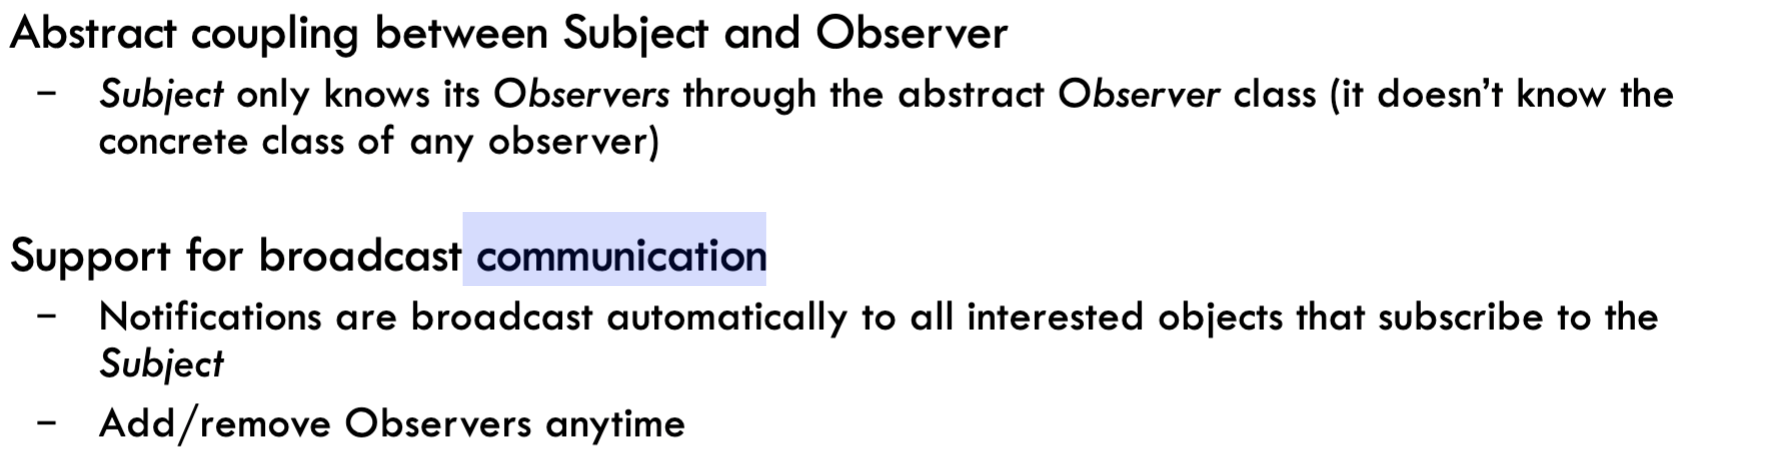 Abstract coupling between Subject and Observer
– Subject only knows its Observers through the abstract Observer class (it doesn’t know the
concrete class of any observer)
Support for broadcast communication
– Notifications are broadcast automatically to all interested objects that subscribe to the
Subject
– Add/remove Observers anytime